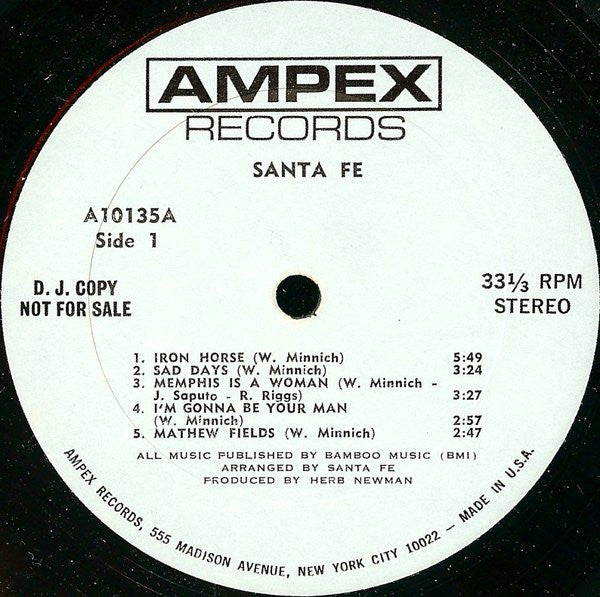 AMPEX
RECORDS
SANTA FE
A10135A
Side 1
D. J. COPY
NOT FOR SALE
33⅓ RPM
STEREO
1. IRON HORSE (W. Minnich) 5:49
2. SAD DAYS (W. Minnich) 3:24
3. MEMPHIS IS A WOMAN (W. Minnich -
J. Saputo - R. Riggs) 3:27
4. I'M GONNA BE YOUR MAN
(W. Minnich) 2:57
5. MATHEW FIELDS (W. Minnich) 2:47
ALL MUSIC PUBLISHED BY BAMBOO MUSIC (BMI)
ARRANGED BY SANTA FE
PRODUCED BY HERB NEWMAN
AMPEX RECORDS, 555 MADISON AVENUE, NEW YORK CITY 10022 — MADE IN U.S.A.